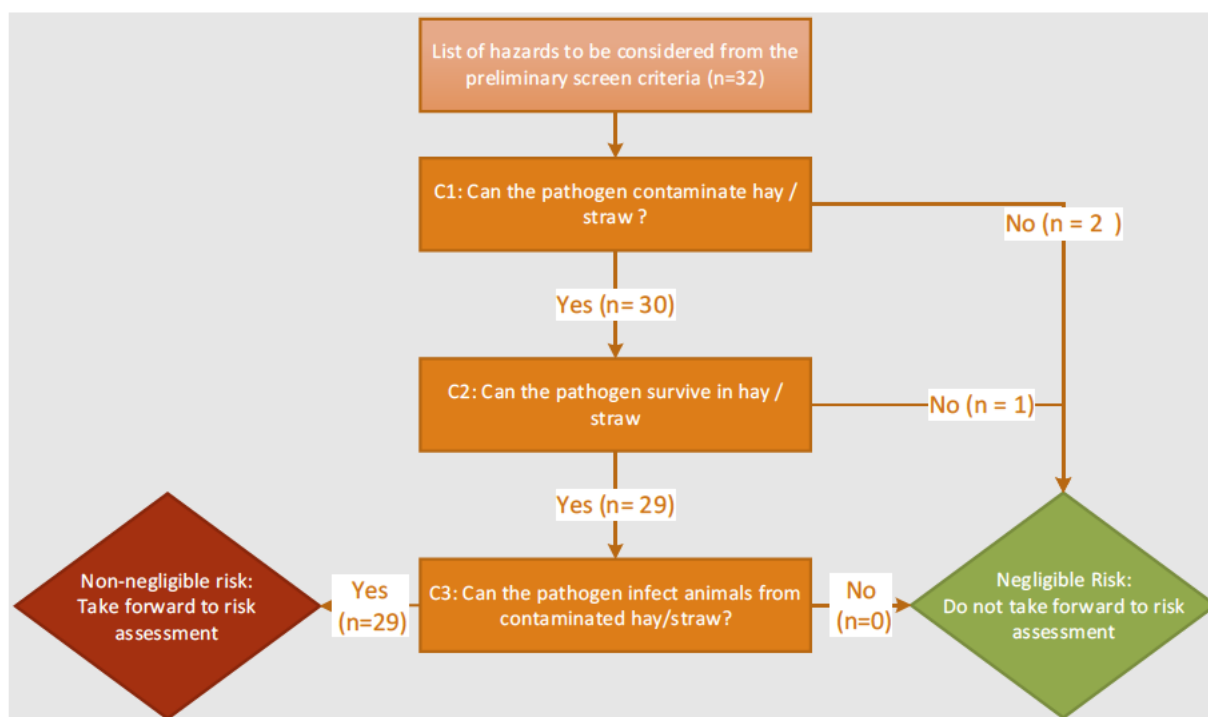 List of hazards to be considered from the
preliminary screen criteria (n=32)
C1: Can the pathogen contaminate hay /
straw ?
No (n = 2  )
Yes (n= 30)
C2: Can the pathogen survive in hay /
straw
No (n = 1)
Yes (n= 29)
Non-negligible risk:
Take forward to risk
assessment
Yes
(n=29)
C3: Can the pathogen infect animals from
contaminated hay/straw?
No
(n=0)
Negligible Risk:
Do not take forward to risk
assessment